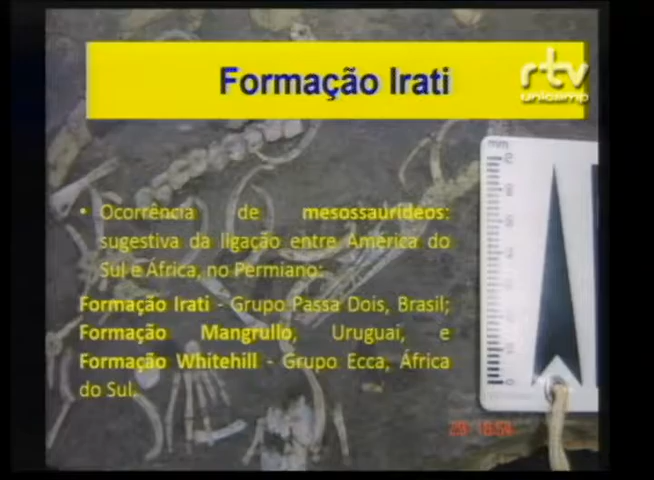 Formação Irati
rtv
unicamp
• Ocorrência de mesossaurídeos:
sugestiva da ligação entre América do
Sul e África, no Permiano:
Formação Irati - Grupo Passa Dois, Brasil;
Formação Mangrullo, Uruguai, e
Formação Whitehill - Grupo Ecca, África
do Sul.
mm